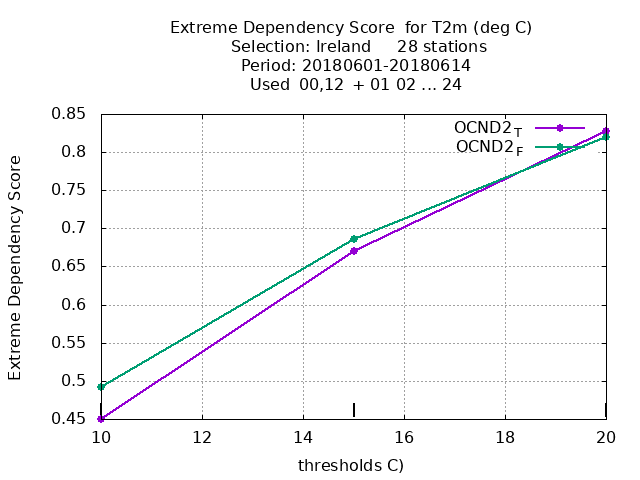 Extreme Dependency Score  for T2m (deg C)
Selection: Ireland     28 stations
Period: 20180601-20180614
Used  00,12  + 01 02 ... 24
Extreme Dependency Score
0.85
0.8
0.75
0.7
0.65
0.6
0.55
0.5
0.45
OCND2T
OCND2F
10 12 14 16 18 20
thresholds C)